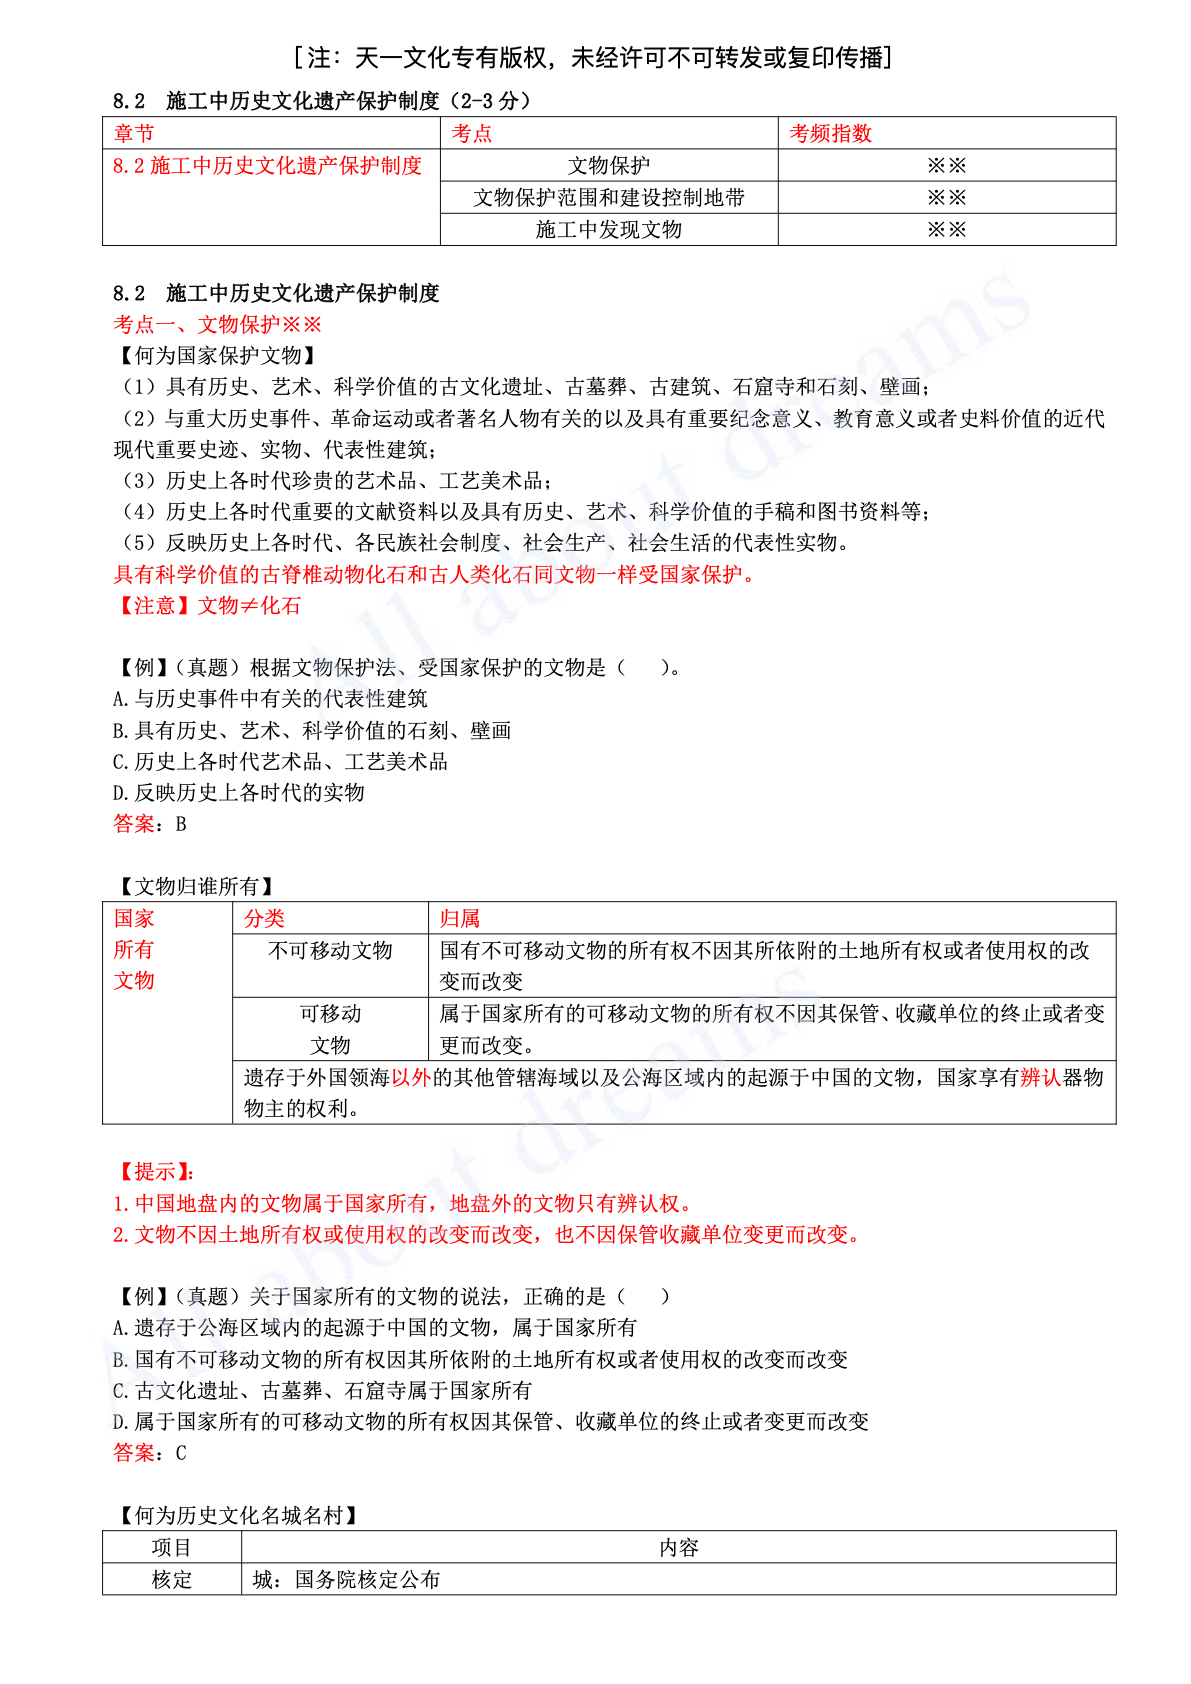 [注：天一文化专有版权，未经许可不可转发或复印传播]
8.2 施工中历史文化遗产保护制度（2-3 分）
章节 考点 考频指数
8.2 施工中历史文化遗产保护制度 文物保护 ※※
文物保护范围和建设控制地带 ※※
施工中发现文物 ※※
8.2 施工中历史文化遗产保护制度
考点一、文物保护※※
【何为国家保护文物】
（1）具有历史、艺术、科学价值的古文化遗址、古墓葬、古建筑、石窟寺和石刻、壁画；
（2）与重大历史事件、革命运动或者著名人物有关的以及具有重要纪念意义、教育意义或者史料价值的近代
现代重要史迹、实物、代表性建筑；
（3）历史上各时代珍贵的艺术品、工艺美术品；
（4）历史上各时代重要的文献资料以及具有历史、艺术、科学价值的手稿和图书资料等；
（5）反映历史上各时代、各民族社会制度、社会生产、社会生活的代表性实物。
具有科学价值的古脊椎动物化石和古人类化石同文物一样受国家保护。
【注意】文物≠化石
【例】（真题）根据文物保护法、受国家保护的文物是（ ）。
A.与历史事件中有关的代表性建筑
B.具有历史、艺术、科学价值的石刻、壁画
C.历史上各时代艺术品、工艺美术品
D.反映历史上各时代的实物
答案：B
【文物归谁所有】
国家 分类 归属
所有 不可移动文物 国有不可移动文物的所有权不因其所依附的土地所有权或者使用权的改
文物 变而改变
可移动 属于国家所有的可移动文物的所有权不因其保管、收藏单位的终止或者变
文物 更而改变。
遗存于外国领海以外的其他管辖海域以及公海区域内的起源于中国的文物，国家享有辨认器物
物主的权利。
【提示】：
1.中国地盘内的文物属于国家所有，地盘外的文物只有辨认权。
2.文物不因土地所有权或使用权的改变而改变，也不因保管收藏单位变更而改变。
【例】（真题）关于国家所有的文物的说法，正确的是（ ）
A.遗存于公海区域内的起源于中国的文物，属于国家所有
B.国有不可移动文物的所有权因其所依附的土地所有权或者使用权的改变而改变
C.古文化遗址、古墓葬、石窟寺属于国家所有
D.属于国家所有的可移动文物的所有权因其保管、收藏单位的终止或者变更而改变
答案：C
【何为历史文化名城名村】
项目 内容
核定 城：国务院核定公布
All about dreams
All about dreams